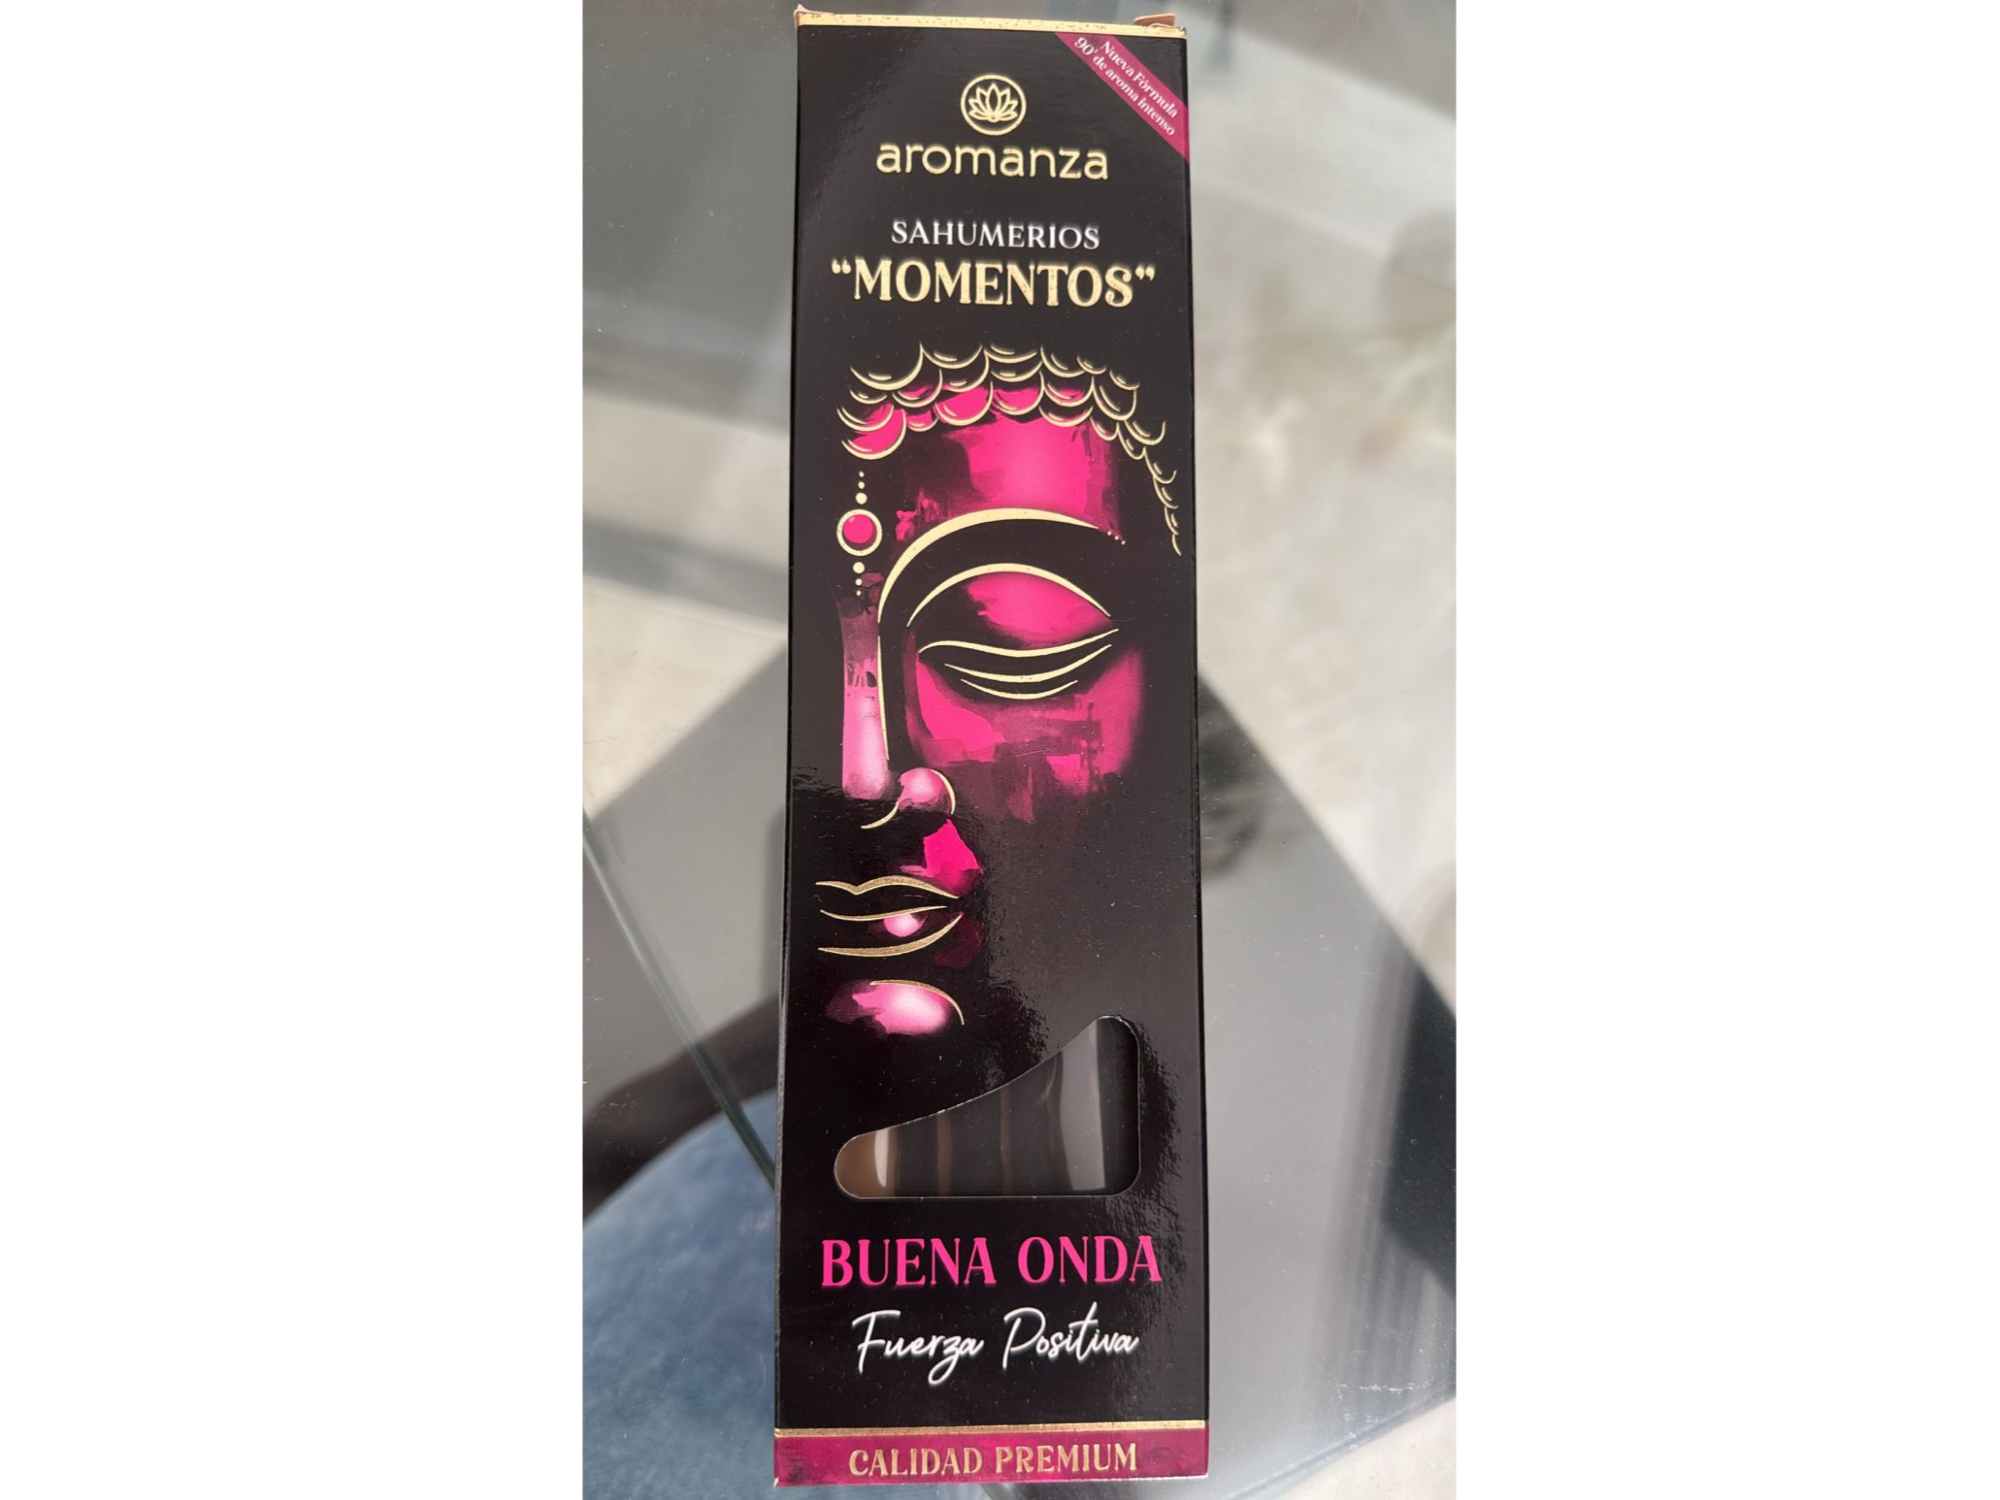 Nueva Fórmula
90' de aroma intenso
aromanza
SAHUMERIOS
“MOMENTOS”
BUENA ONDA
Fuerza Positiva
CALIDAD PREMIUM